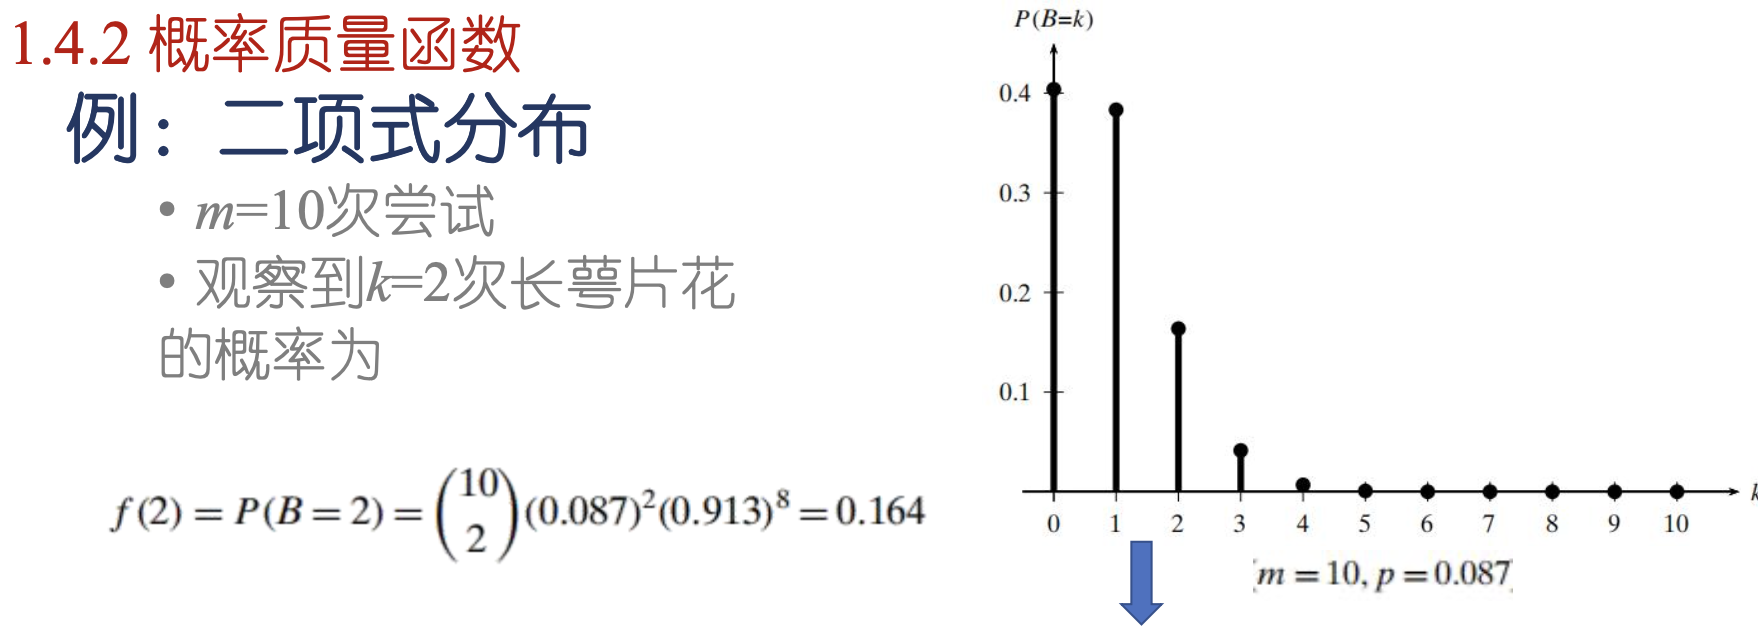 1.4.2 概率质量函数
例：二项式分布
• m=10次尝试
• 观察到k=2次长萼片花
的概率为
f(2) = P(B = 2) = \binom{10}{2}(0.087)^2(0.913)^8 = 0.164
P(B=k)
0.4
0.3
0.2
0.1
0 1 2 3 4 5 6 7 8 9 10
k
m = 10, p = 0.087